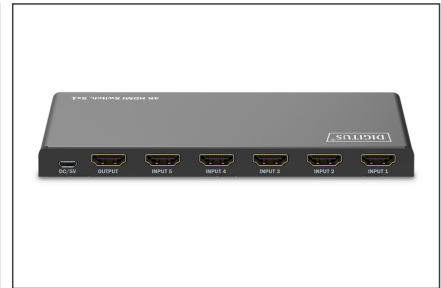 4K HDMI Switch, 5x1
DIGITUS®
DC/5V OUTPUT INPUT 5 INPUT 4 INPUT 3 INPUT 2 INPUT 1